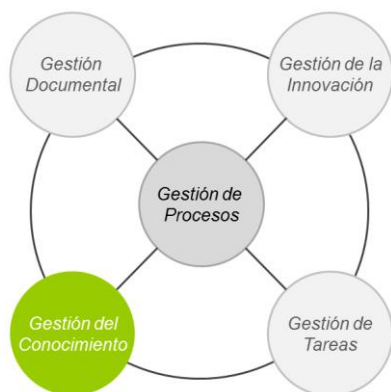 Gestión
Documental
Gestión de la
Innovación
Gestión de
Procesos
Gestión del
Conocimiento
Gestión de
Tareas